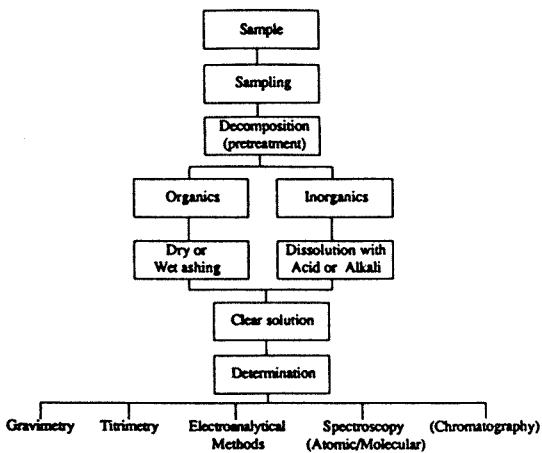 Sample
Sampling
Decomposition
(pretreatment)
Organics
Inorganics
Dry or
Wet ashing
Dissolution with
Acid or Alkali
Clear solution
Determination
Gravimetry
Titrimetry
Electroanalytical
Methods
Spectroscopy
(Atomic/Molecular)
(Chromatography)